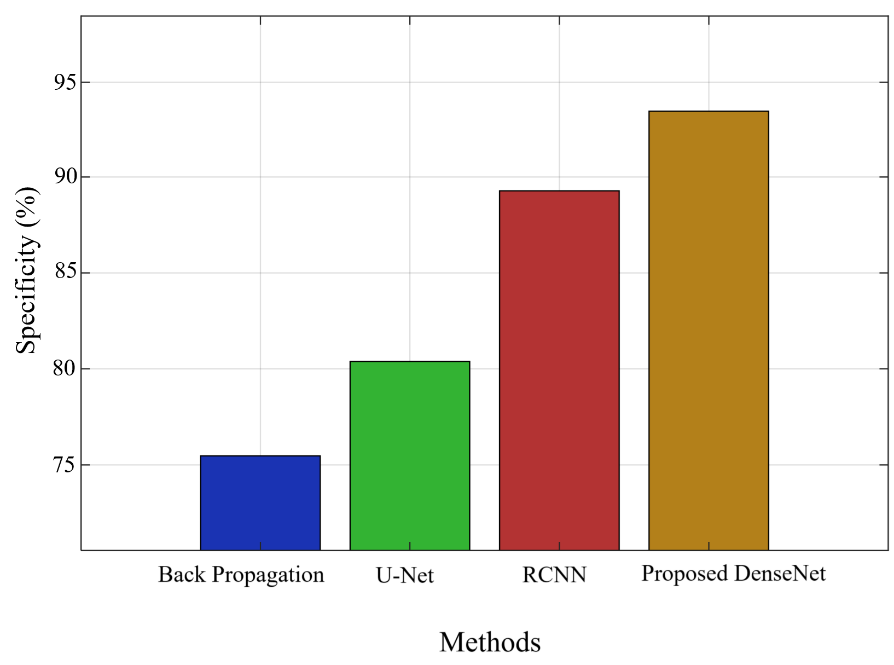 95
90
85
80
75
Specificity (%)
Back Propagation
U-Net
RCNN
Proposed DenseNet
Methods